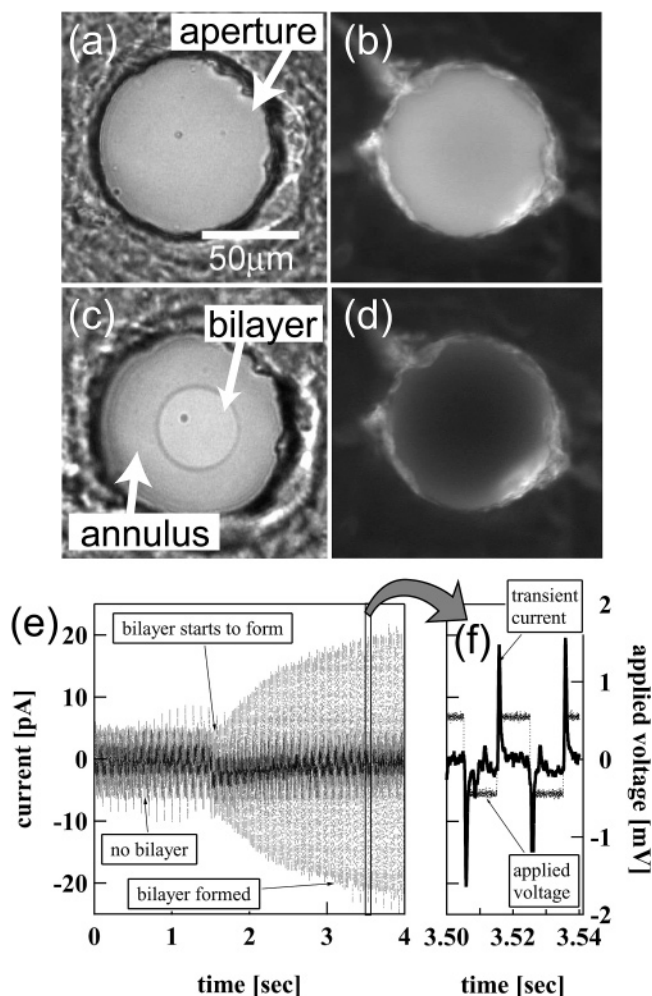 (a)
aperture
50μm
(b)
(c)
bilayer
annulus
(d)
(e)
bilayer starts to form
no bilayer
bilayer formed
current [pA]
20
10
0
-10
-20
0
1
2
3
4
time [sec]
(f)
transient
current
applied
voltage
2
1
0
-1
-2
applied voltage [mV]
3.50
3.52
3.54
time [sec]